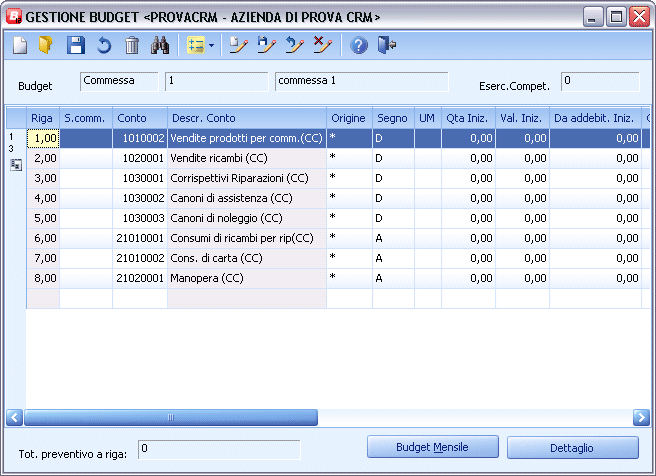 GESTIONE BUDGET <PROVACRM - AZIENDA DI PROVA CRM>
Budget Commessa 1 commessa 1 Eserc.Compet. 0
Riga S.comm. Conto Descr. Conto Origine Segno UM Qta Iniz. Val. Iniz. Da addebit. Iniz.
1 1,00 1010002 Vendite prodotti per comm.(CC) * D 0,00 0,00 0,00
3
2,00 1020001 Vendite ricambi (CC) * D 0,00 0,00 0,00
3,00 1030001 Corrispettivi Riparazioni (CC) * D 0,00 0,00 0,00
4,00 1030002 Canoni di assistenza (CC) * D 0,00 0,00 0,00
5,00 1030003 Canoni di noleggio (CC) * D 0,00 0,00 0,00
6,00 21010001 Consumi di ricambi per rip(CC) * A 0,00 0,00 0,00
7,00 21010002 Cons. di carta (CC) * A 0,00 0,00 0,00
8,00 21020001 Manopera (CC) * A 0,00 0,00 0,00
Tot. preventivo a riga: 0 Budget Mensile Dettaglio